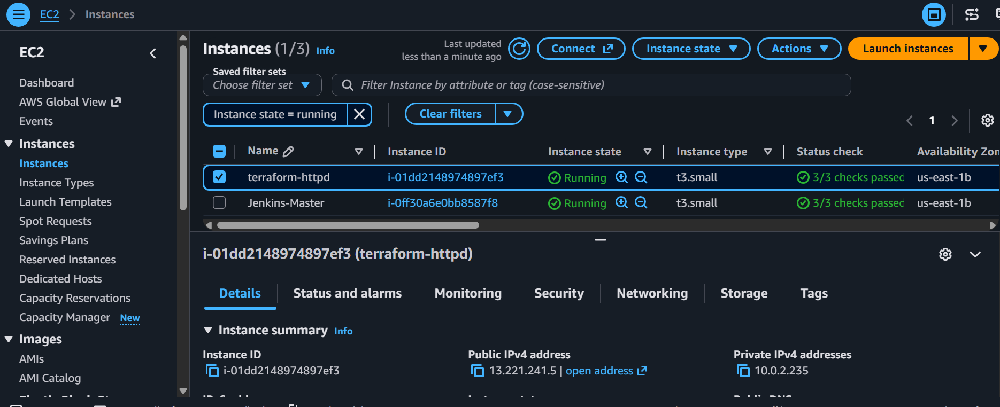 EC2 > Instances
EC2
Dashboard
AWS Global View
Events
Instances
Instances
Instance Types
Launch Templates
Spot Requests
Savings Plans
Reserved Instances
Dedicated Hosts
Capacity Reservations
Capacity Manager New
Images
AMIs
AMI Catalog
Instances (1/3) Info
Last updated
less than a minute ago
Connect
Instance state
Actions
Launch instances
Saved filter sets
Choose filter set
Filter Instance by attribute or tag (case-sensitive)
Instance state = running
Clear filters
1
Name Instance ID Instance state Instance type Status check Availability Zon
terraform-httpd i-01dd2148974897ef3 Running t3.small 3/3 checks passed us-east-1b
Jenkins-Master i-0ff30a6e0bb8587f8 Running t3.small 3/3 checks passed us-east-1b
i-01dd2148974897ef3 (terraform-httpd)
Details Status and alarms Monitoring Security Networking Storage Tags
Instance summary Info
Instance ID
i-01dd2148974897ef3
Public IPv4 address
13.221.241.5 | open address
Private IPv4 addresses
10.0.2.235